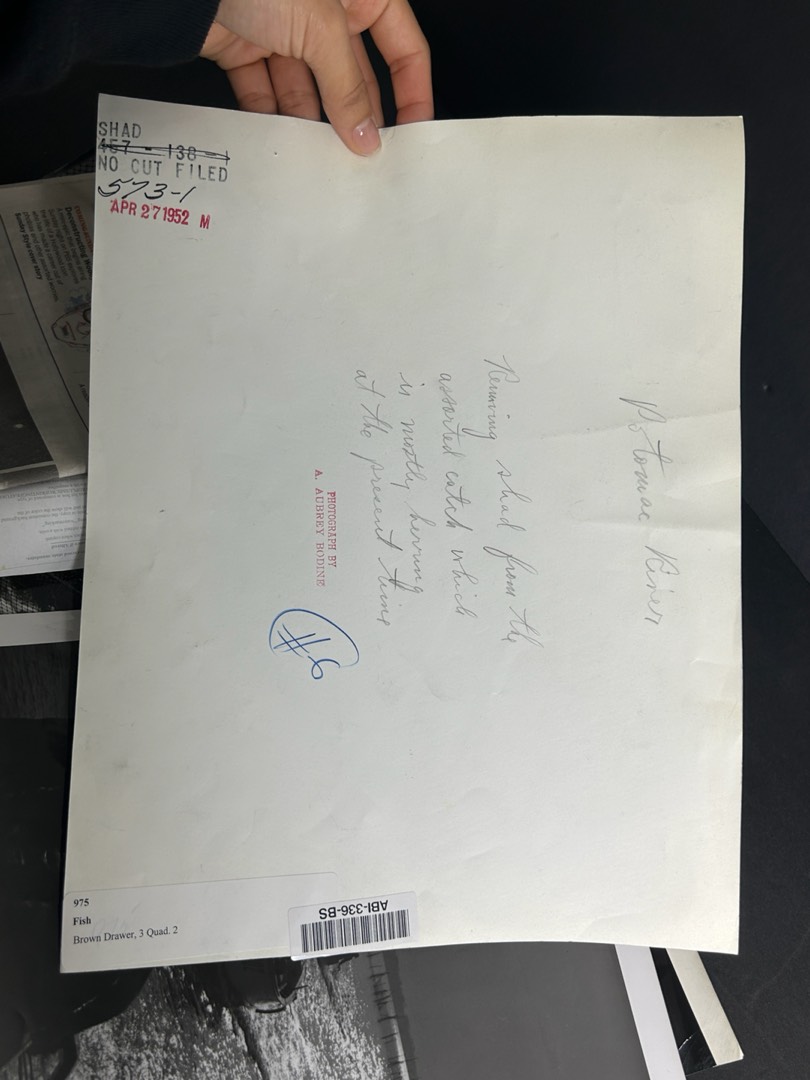 SHAD
457 - 138 - 1
NO CUT FILED
573-1
APR 27 1952 M
Potomac River
Removing shad from the
assorted catch which
is mostly herring
at the present time
PHOTOGRAPH BY
A. AUBREY BODINE
#6
975
Fish
Brown Drawer, 3 Quad. 2
ABI-336-BS